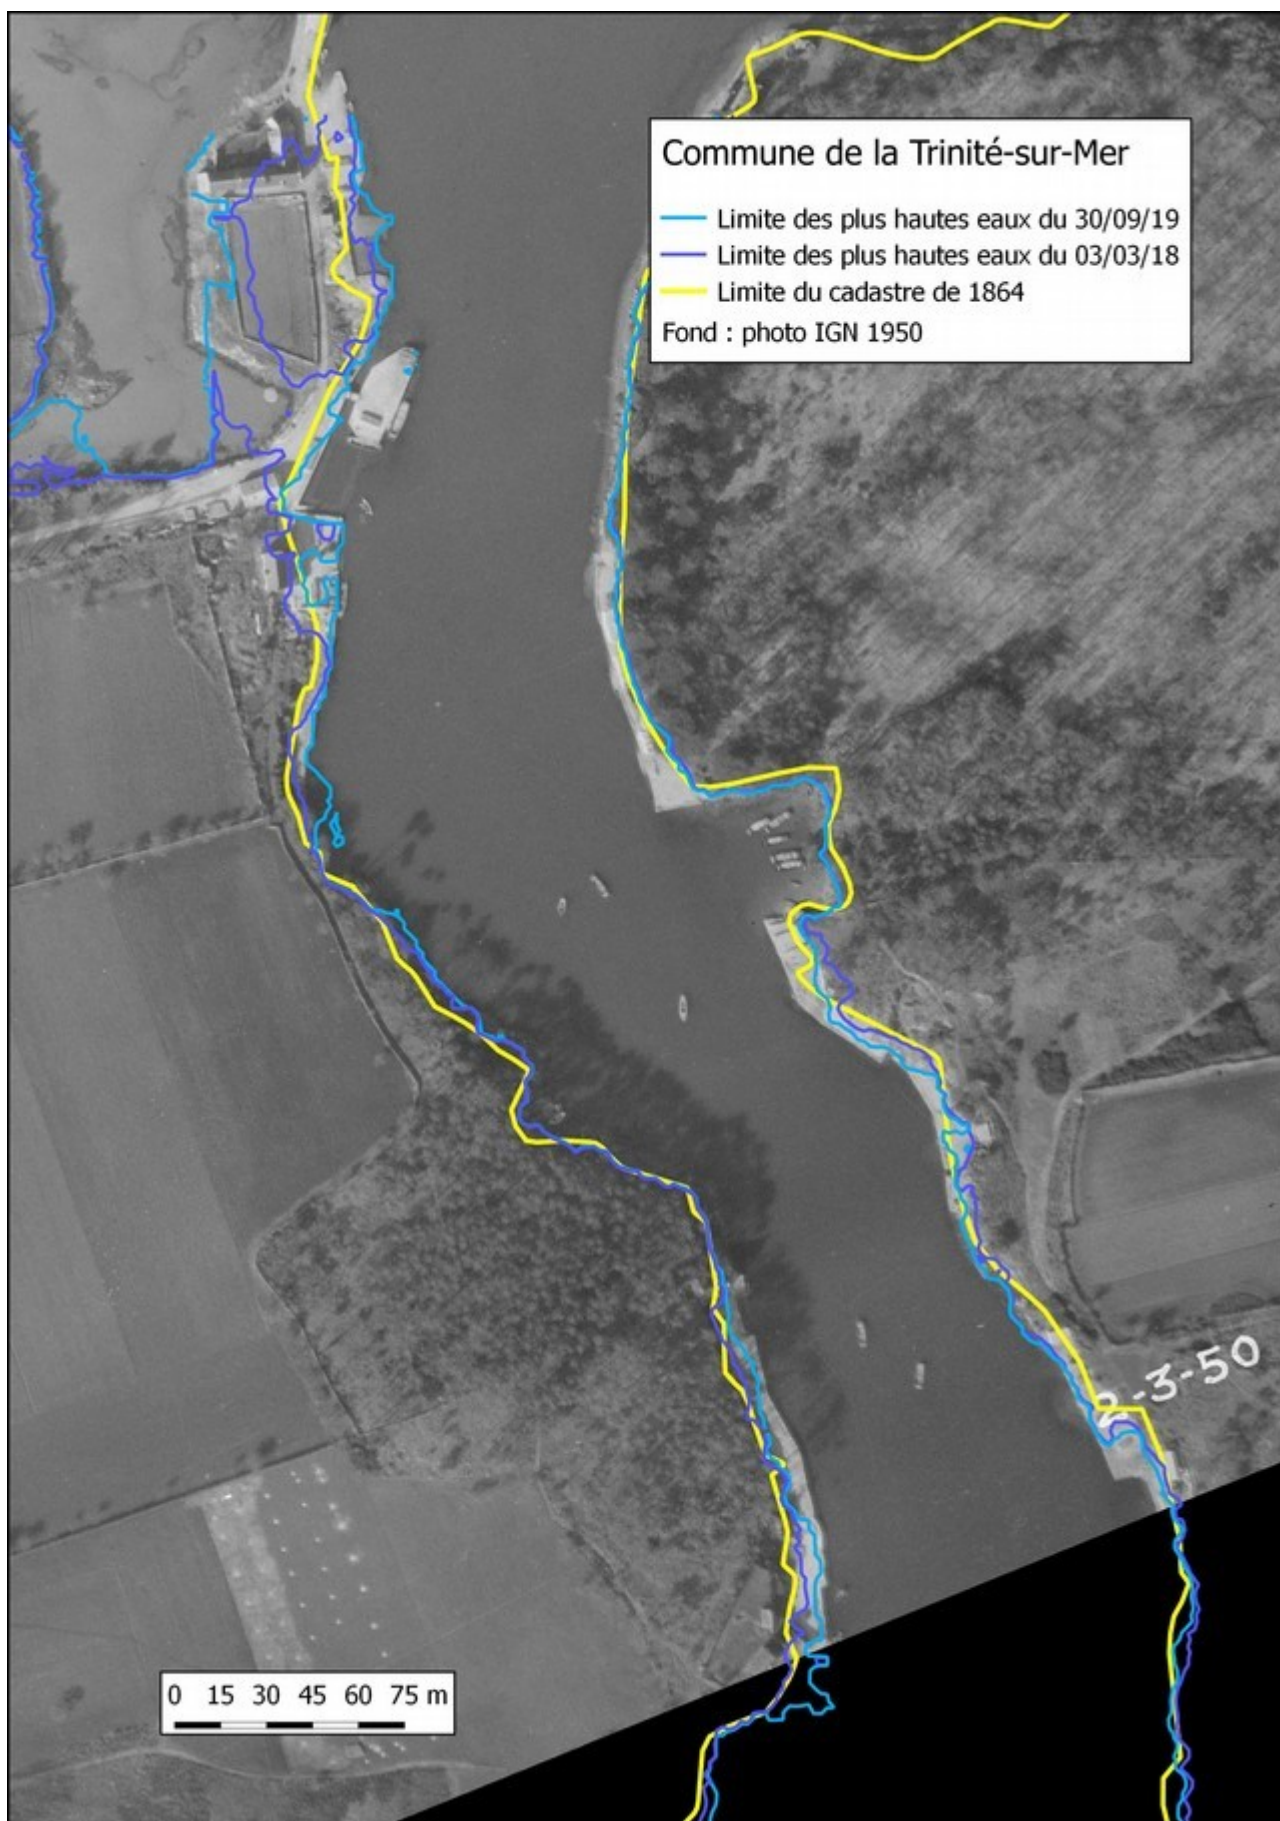 Commune de la Trinité-sur-Mer
Limite des plus hautes eaux du 30/09/19
Limite des plus hautes eaux du 03/03/18
Limite du cadastre de 1864
Fond : photo IGN 1950
2-3-50
0 15 30 45 60 75 m